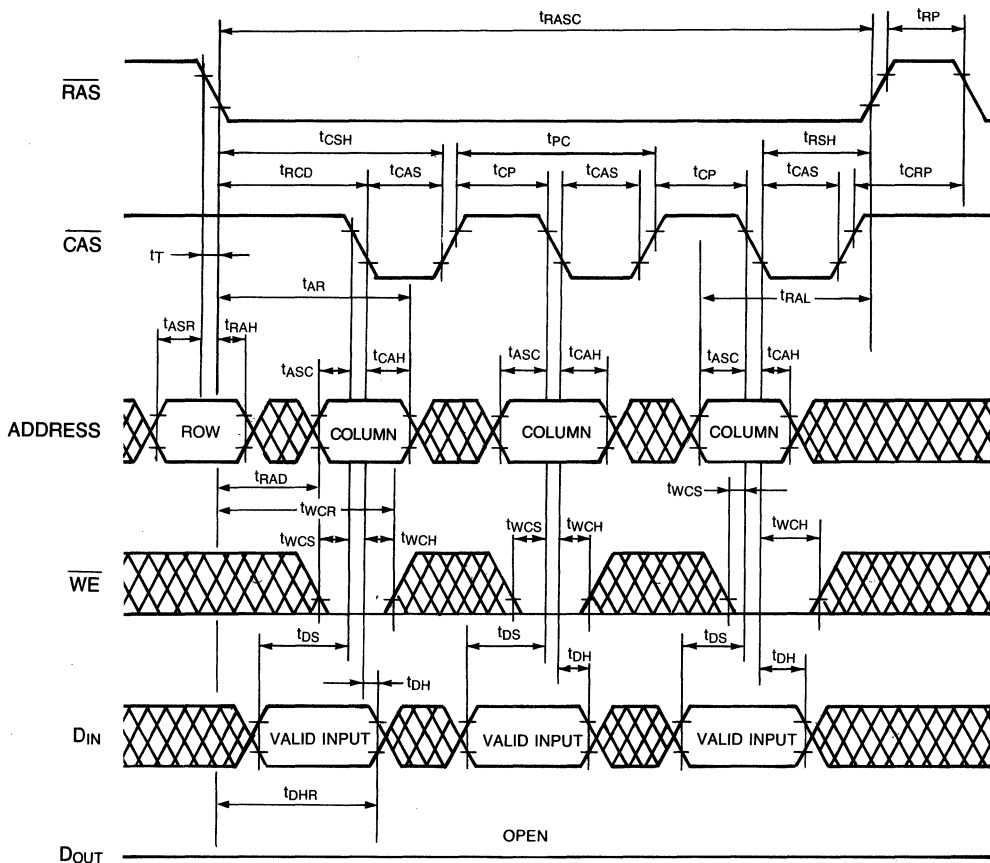 tRASC tRP
RAS
tCSH tPC tRSH
tRCD tCAS tCP tCAS tCP tCAS tCRP
CAS
tT
tAR tRAL
tASR tRAH
tASC tCAH tASC tCAH tASC tCAH
ADDRESS ROW COLUMN COLUMN COLUMN
tRAD
tWCR tWCS
tWCS tWCH tWCS tWCH tWCH
WE
tDS tDS tDS
tDH tDH tDH
DIN VALID INPUT VALID INPUT VALID INPUT
tDHR
OPEN
DOUT